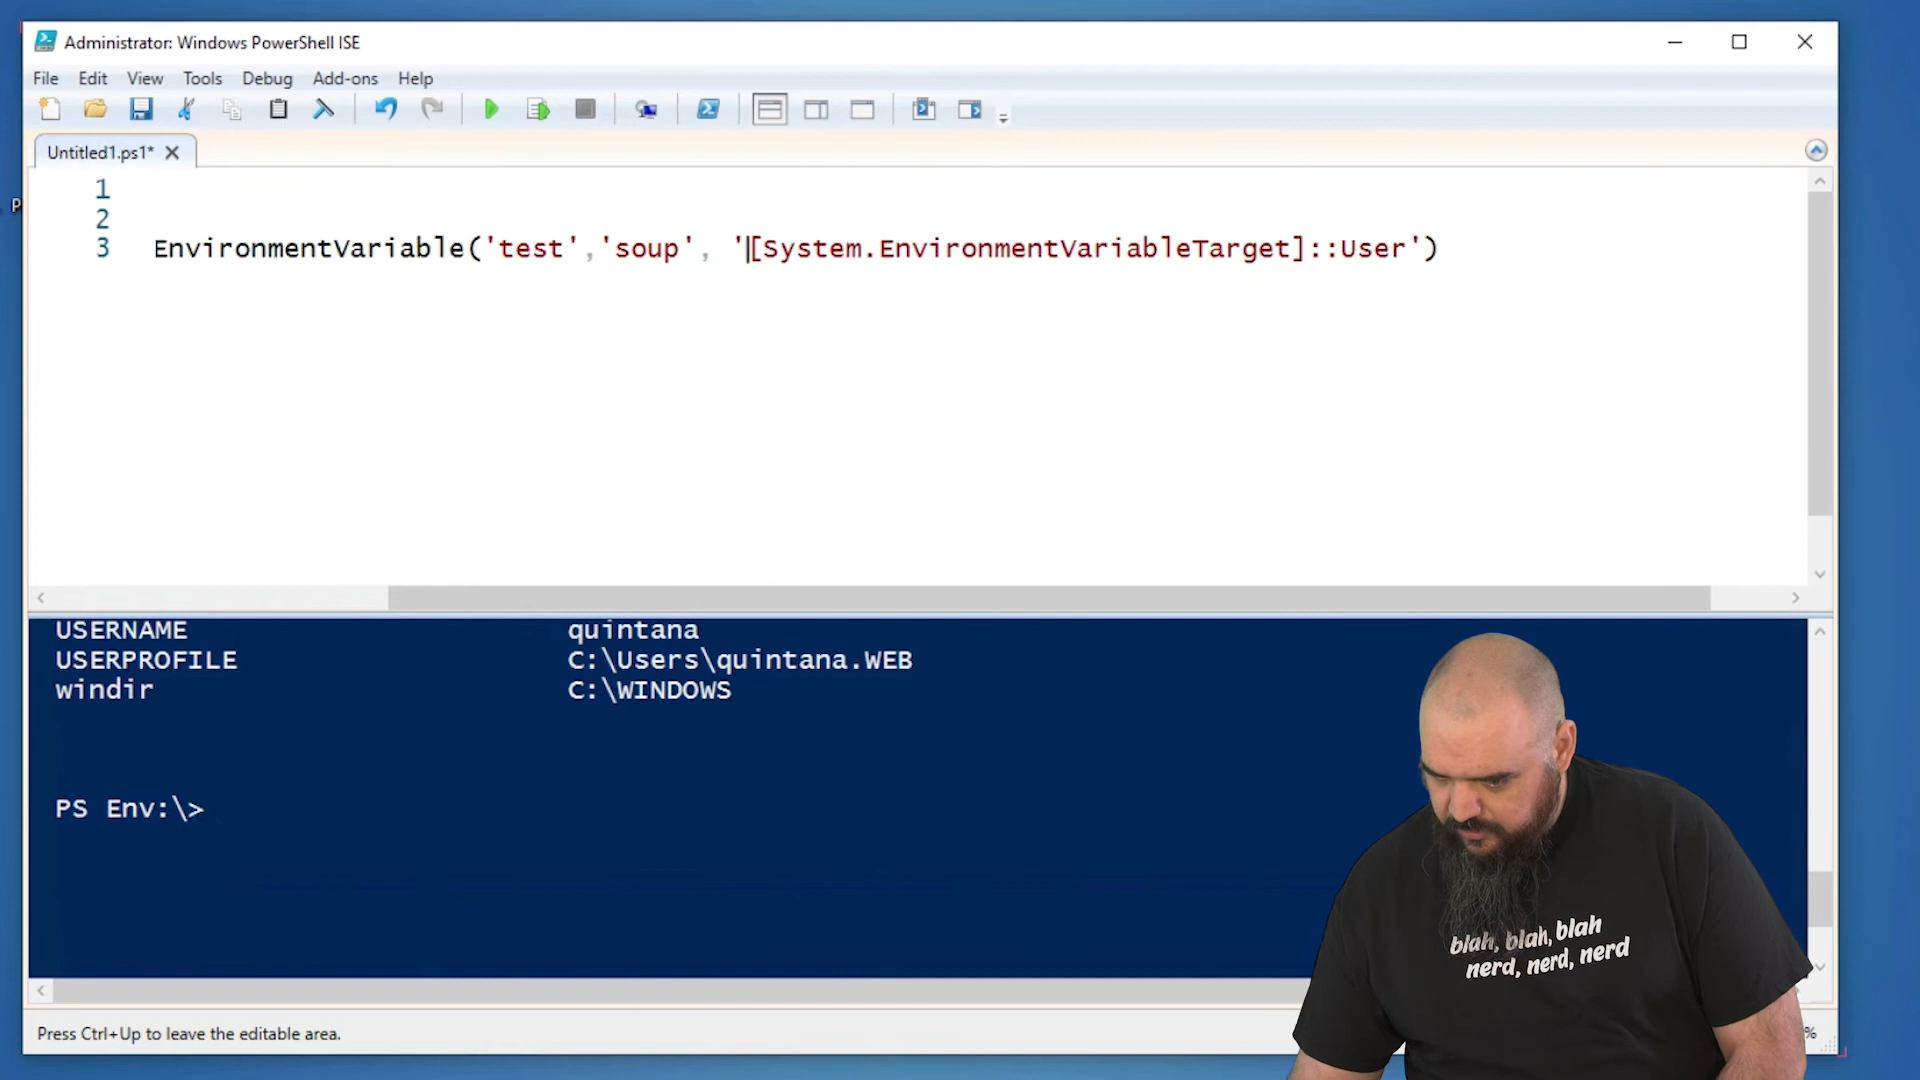 Administrator: Windows PowerShell ISE
File Edit View Tools Debug Add-ons Help
Untitled1.ps1*
1
2
3 EnvironmentVariable('test','soup', '[System.EnvironmentVariableTarget]::User')
P
USERNAME quintana
USERPROFILE C:\Users\quintana.WEB
windir C:\WINDOWS
PS Env:\>
blah, blah, blah
nerd, nerd, nerd
Press Ctrl+Up to leave the editable area.
%